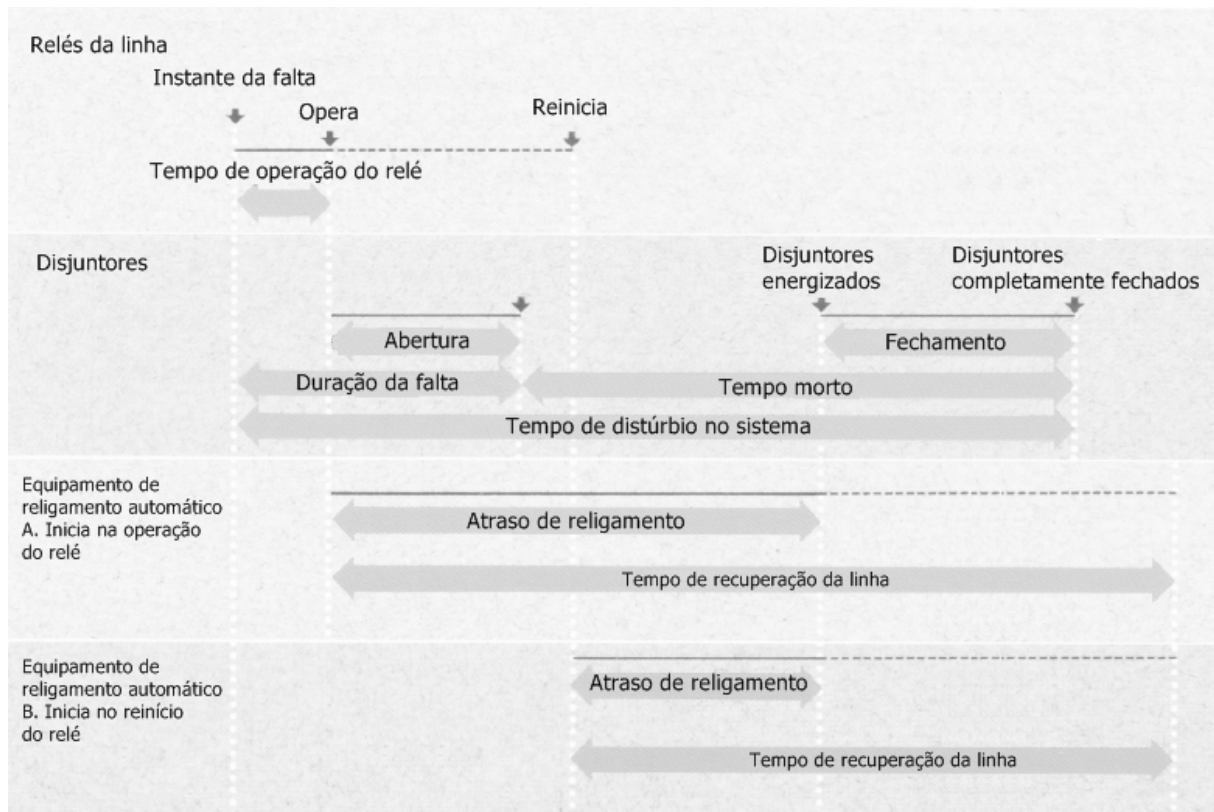 Relés da linha
Instante da falta
Opera
Reinicia
Tempo de operação do relé
Disjuntores
Disjuntores
energizados
Disjuntores
completamente fechados
Abertura
Fechamento
Duração da falta
Tempo morto
Tempo de distúrbio no sistema
Equipamento de
religamento automático
A. Inicia na operação
do relé
Atraso de religamento
Tempo de recuperação da linha
Equipamento de
religamento automático
B. Inicia no reinício
do relé
Atraso de religamento
Tempo de recuperação da linha